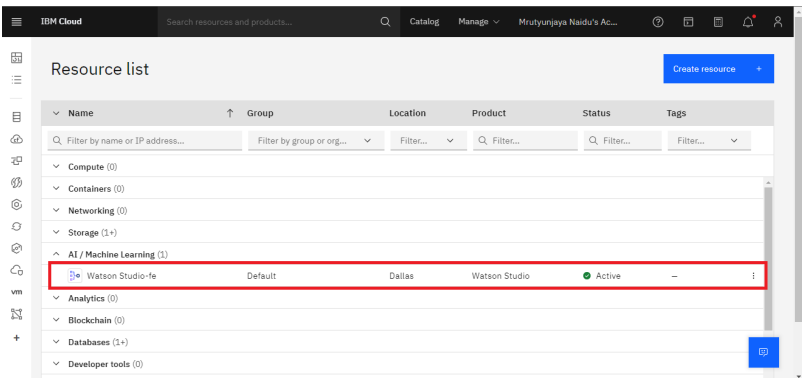 IBM Cloud Search resources and products... Catalog Manage Mrutyunjaya Naidu's Ac...
Resource list
Create resource +
Name Group Location Product Status Tags
Filter by name or IP address... Filter by group or org... Filter... Filter... Filter... Filter...
Compute (0)
Containers (0)
Networking (0)
Storage (1+)
AI / Machine Learning (1)
Watson Studio-fe Default Dallas Watson Studio Active –
Analytics (0)
vm
Blockchain (0)
Databases (1+)
Developer tools (0)